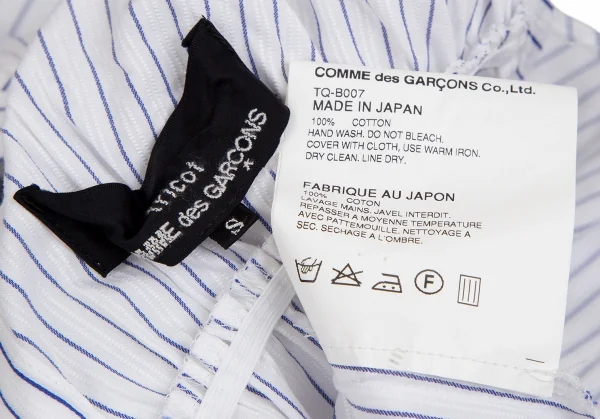 tricot
COMME des GARÇONS
S
COMME des GARÇONS Co.,Ltd.
TQ-B007
MADE IN JAPAN
100% COTTON
HAND WASH. DO NOT BLEACH.
COVER WITH CLOTH, USE WARM IRON.
DRY CLEAN. LINE DRY.
FABRIQUE AU JAPON
100% COTON
LAVAGE MAINS. JAVEL INTERDIT.
REPASSER A MOYENNE TEMPERATURE
AVEC PATTEMOUILLE. NETTOYAGE A
SEC. SECHAGE A L'OMBRE.
F